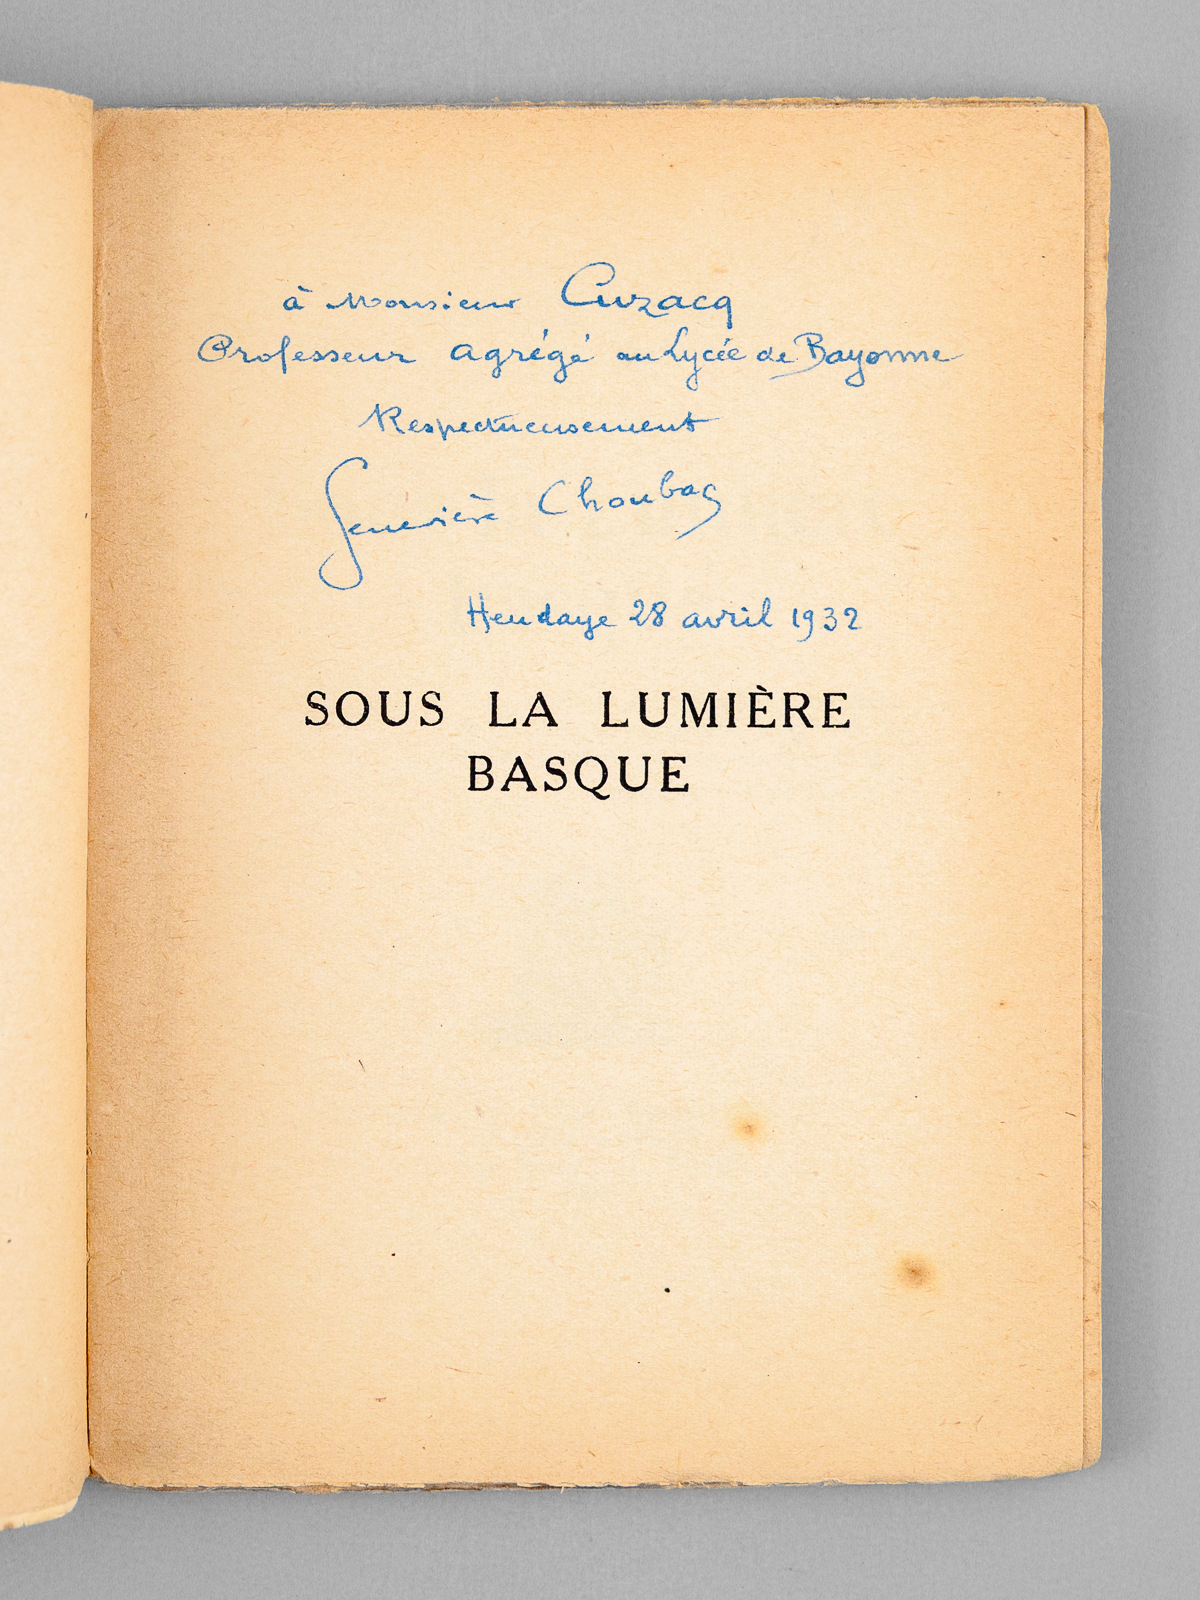 à Monsieur Cuzacq
Professeur agrégé au Lycée de Bayonne
Respectueusement
Geneviève Choubac
Hendaye 28 avril 1932
SOUS LA LUMIÈRE
BASQUE